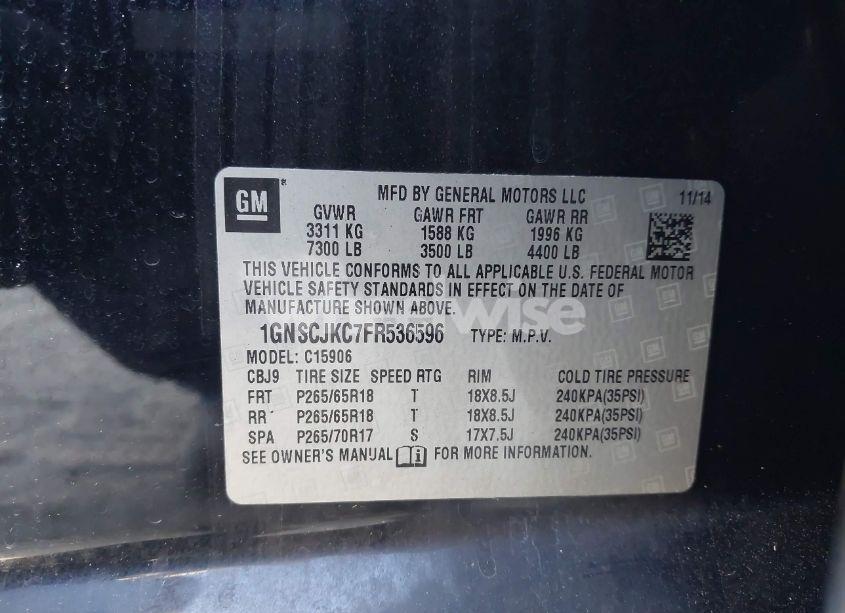 GM
MFD BY GENERAL MOTORS LLC 11/14
GVWR GAWR FRT GAWR RR
3311 KG 1588 KG 1996 KG
7300 LB 3500 LB 4400 LB
THIS VEHICLE CONFORMS TO ALL APPLICABLE U.S. FEDERAL MOTOR
VEHICLE SAFETY STANDARDS IN EFFECT ON THE DATE OF
MANUFACTURE SHOWN ABOVE.
1GNSCJKC7FR536596 TYPE: M.P.V.
MODEL: C15906
CBJ9 TIRE SIZE SPEED RTG RIM COLD TIRE PRESSURE
FRT P265/65R18 T 18X8.5J 240KPA(35PSI)
RR P265/65R18 T 18X8.5J 240KPA(35PSI)
SPA P265/70R17 S 17X7.5J 240KPA(35PSI)
SEE OWNER'S MANUAL FOR MORE INFORMATION.